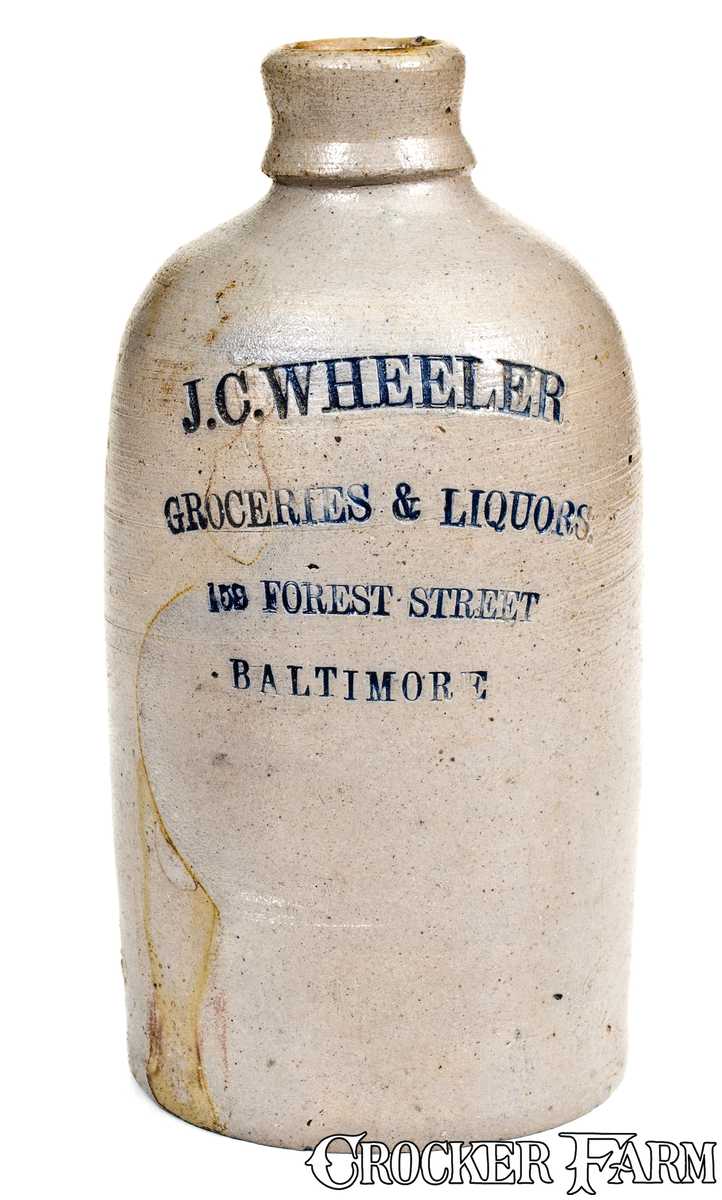 J.C.WHEELER
GROCERIES & LIQUORS.
159 FOREST STREET
BALTIMORE
CROCKER FARM